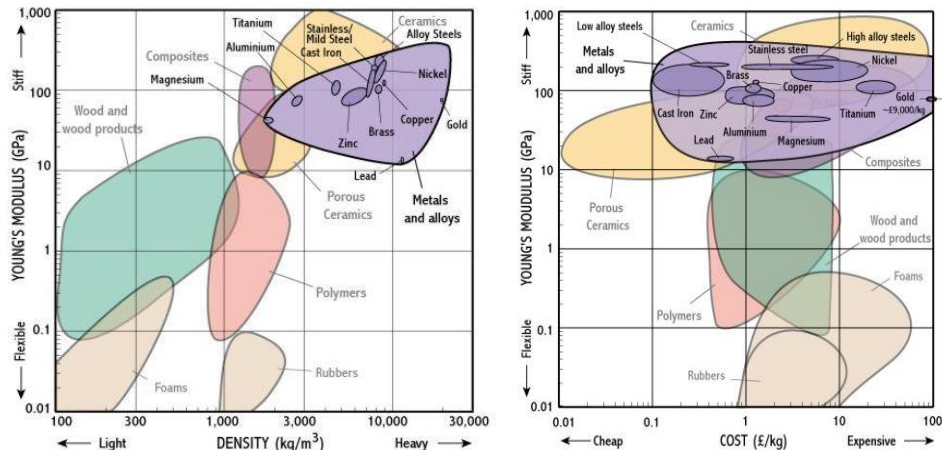 1,000
100
10
1
0.1
0.01
YOUNG'S MODULUS (GPa)
Stiff
Flexible
Titanium
Stainless/
Mild Steel
Cast Iron
Ceramics
Alloy Steels
Composites
Aluminium
Magnesium
Nickel
Wood and
wood products
Copper
Gold
Zinc
Brass
Lead
Porous
Ceramics
Metals
and alloys
Polymers
Foams
Rubbers
100
300
1,000
3,000
10,000
30,000
Light
DENSITY (kg/m³)
Heavy
1,000
100
10
1
0.1
0.01
YOUNG'S MOUDULUS (GPa)
Stiff
Flexible
Low alloy steels
Ceramics
High alloy steels
Metals
and alloys
Stainless steel
Nickel
Brass
Copper
Cast Iron
Zinc
Titanium
Gold
~£9,000/kg
Aluminium
Lead
Magnesium
Composites
Porous
Ceramics
Wood and
wood products
Foams
Polymers
Rubbers
0.01
0.1
1
10
100
Cheap
COST (£/kg)
Expensive